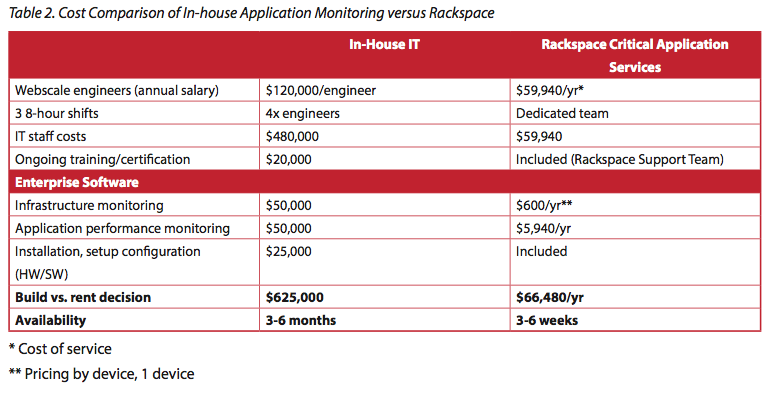 Table 2. Cost Comparison of In-house Application Monitoring versus Rackspace
In-House IT Rackspace Critical Application
Services
Webscale engineers (annual salary) $120,000/engineer $59,940/yr*
3 8-hour shifts 4x engineers Dedicated team
IT staff costs $480,000 $59,940
Ongoing training/certification $20,000 Included (Rackspace Support Team)
Enterprise Software
Infrastructure monitoring $50,000 $600/yr**
Application performance monitoring $50,000 $5,940/yr
Installation, setup configuration $25,000 Included
(HW/SW)
Build vs. rent decision $625,000 $66,480/yr
Availability 3-6 months 3-6 weeks
* Cost of service
** Pricing by device, 1 device